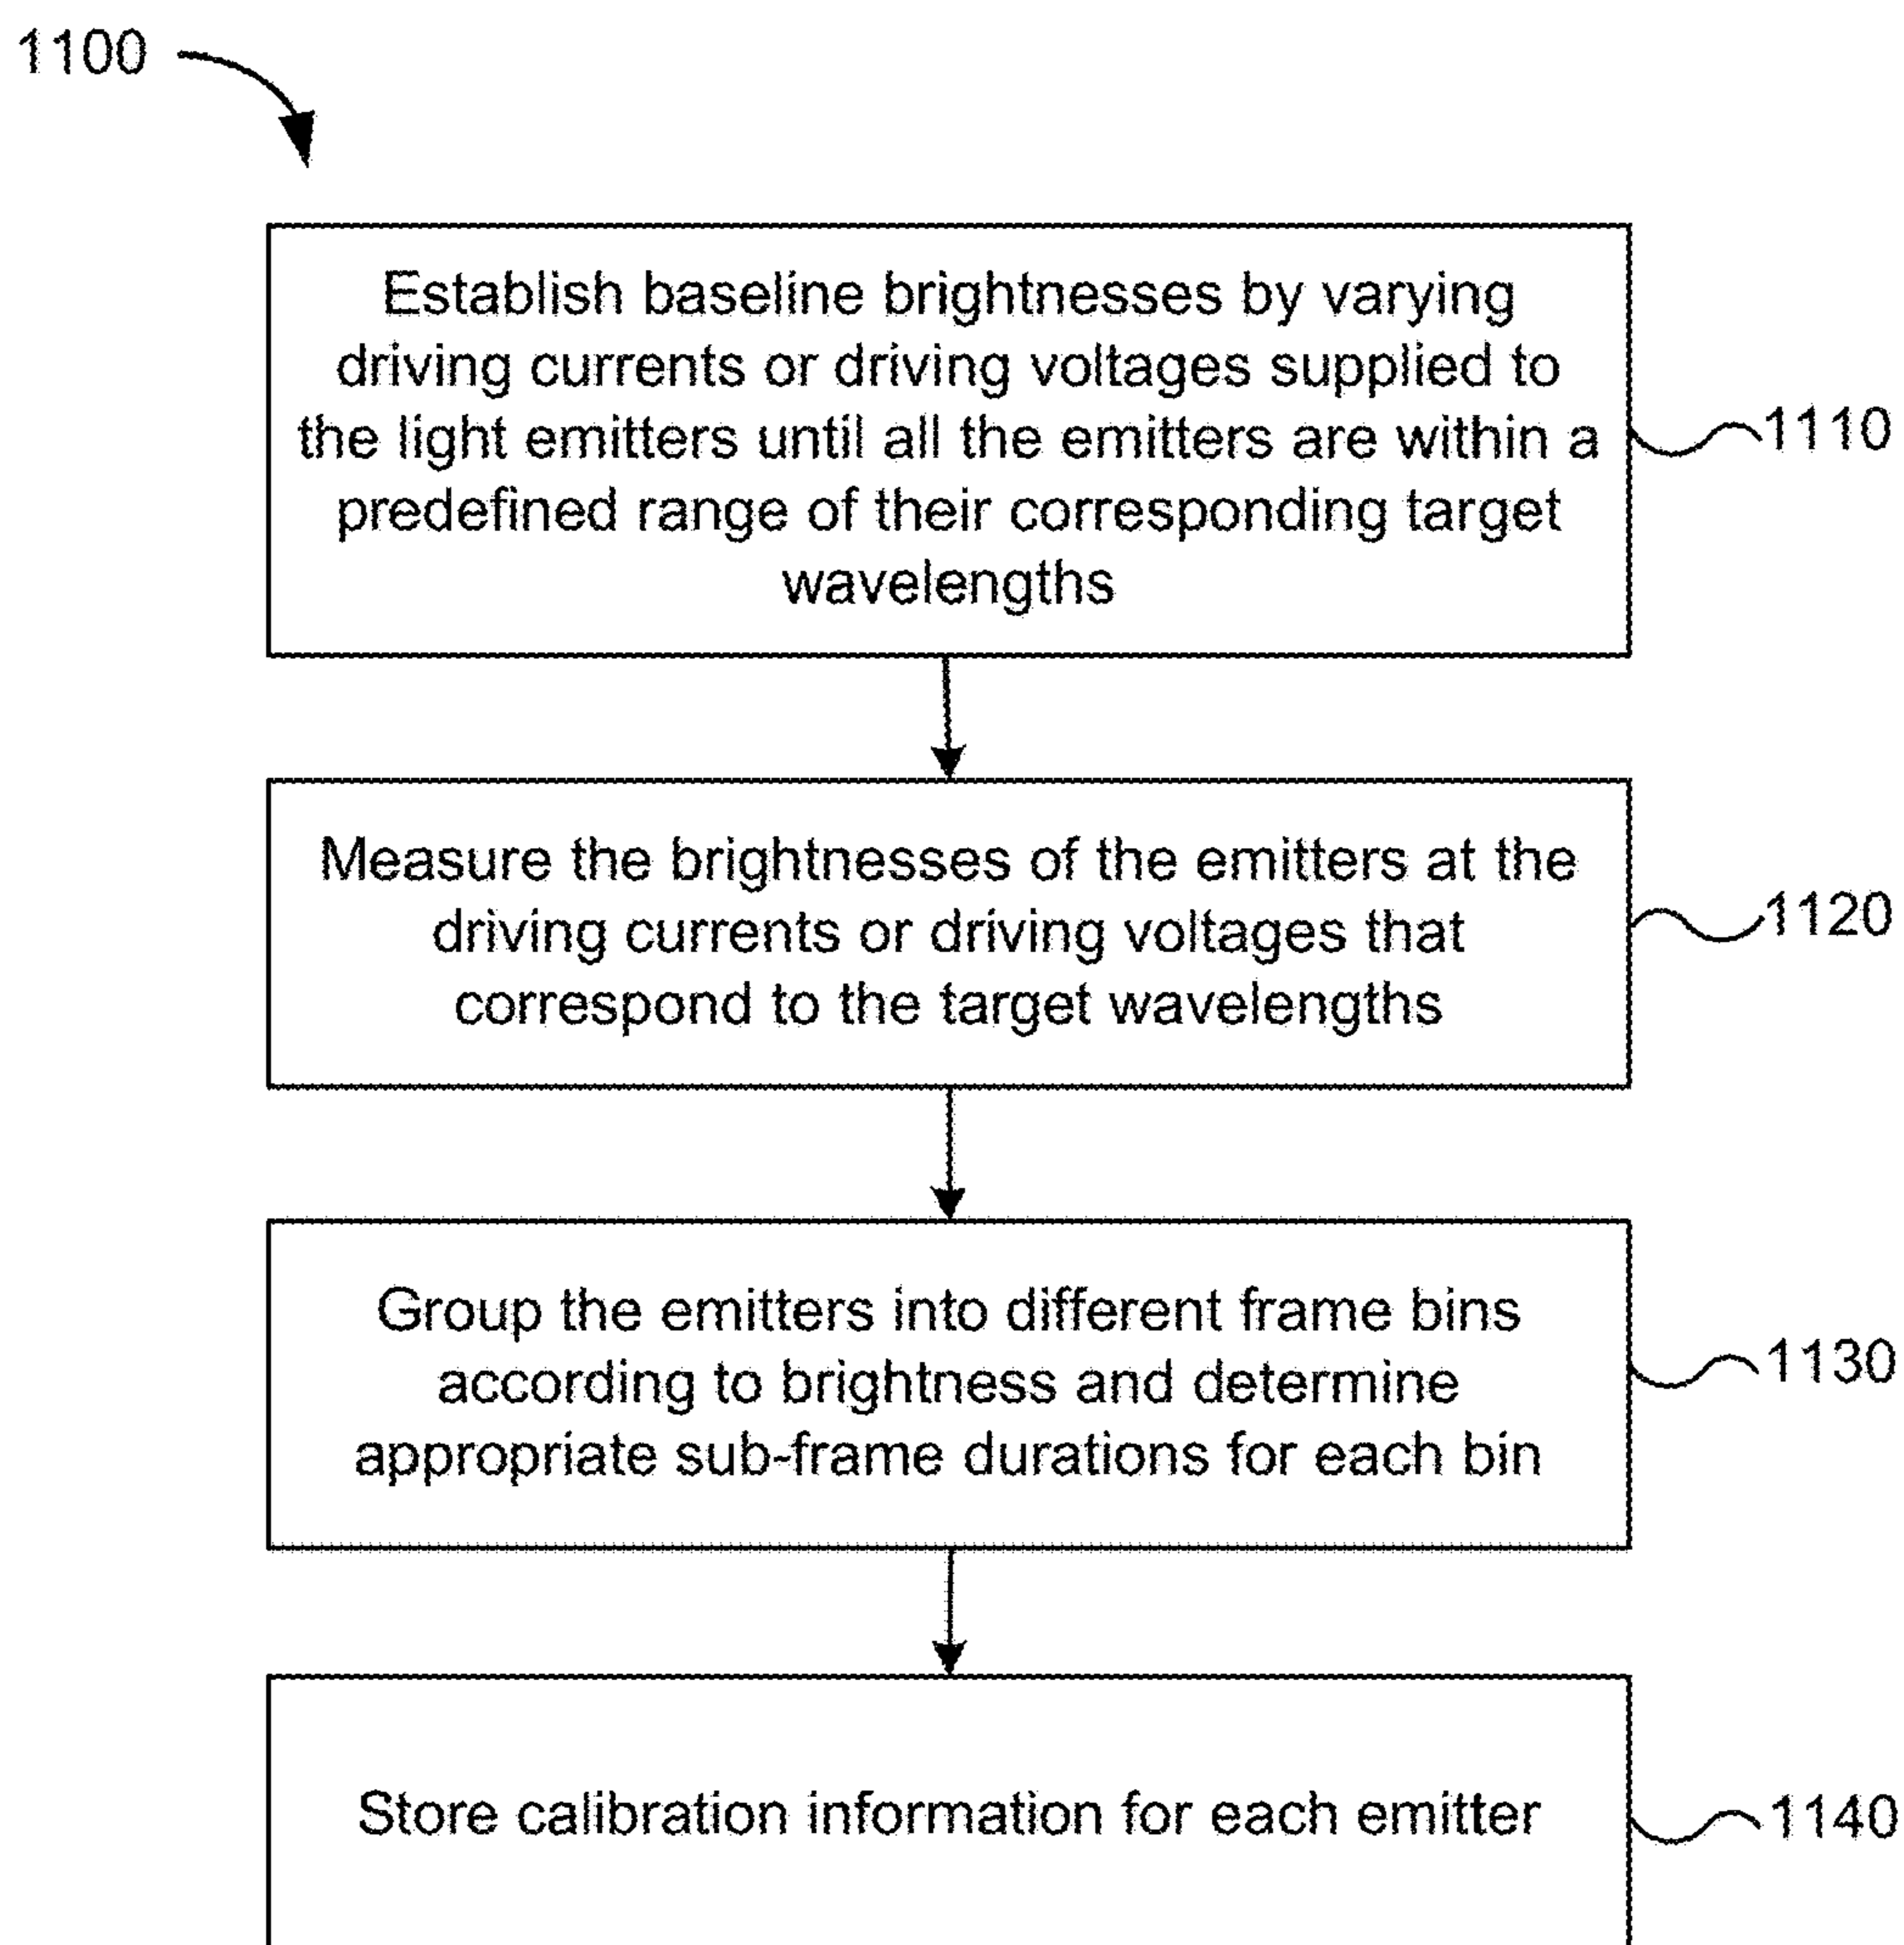 1100
Establish baseline brightnesses by varying
driving currents or driving voltages supplied to
the light emitters until all the emitters are within a
predefined range of their corresponding target
wavelengths
1110
Measure the brightnesses of the emitters at the
driving currents or driving voltages that
correspond to the target wavelengths
1120
Group the emitters into different frame bins
according to brightness and determine
appropriate sub-frame durations for each bin
1130
Store calibration information for each emitter
1140